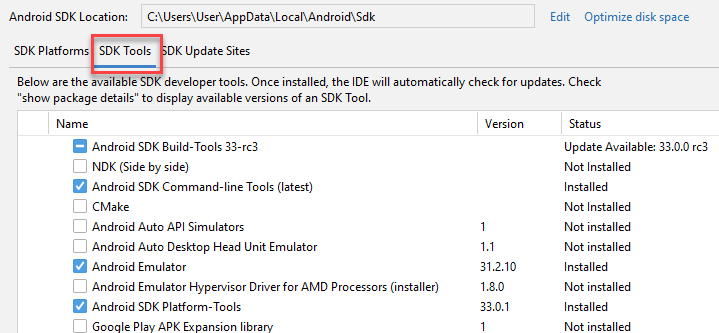 Android SDK Location: C:\Users\User\AppData\Local\Android\Sdk Edit Optimize disk space
SDK Platforms SDK Tools SDK Update Sites
Below are the available SDK developer tools. Once installed, the IDE will automatically check for updates. Check
"show package details" to display available versions of an SDK Tool.
Name Version Status
Android SDK Build-Tools 33-rc3 Update Available: 33.0.0 rc3
NDK (Side by side) Not Installed
Android SDK Command-line Tools (latest) Installed
CMake Not Installed
Android Auto API Simulators 1 Not installed
Android Auto Desktop Head Unit Emulator 1.1 Not installed
Android Emulator 31.2.10 Installed
Android Emulator Hypervisor Driver for AMD Processors (installer) 1.8.0 Not installed
Android SDK Platform-Tools 33.0.1 Installed
Google Play APK Expansion library 1 Not installed